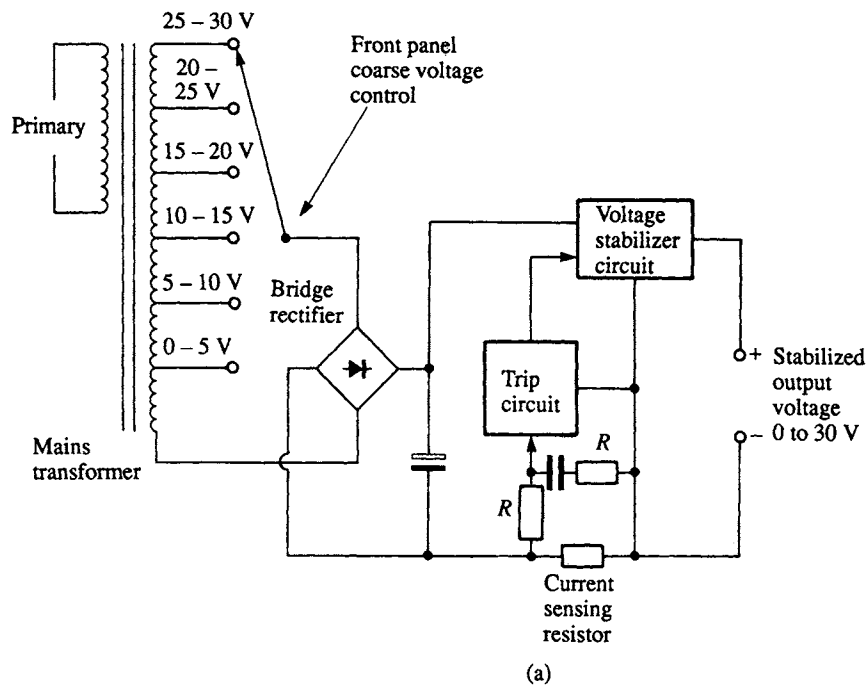 25 – 30 V
20 –
25 V
15 – 20 V
10 – 15 V
5 – 10 V
0 – 5 V
Primary
Mains
transformer
Front panel
coarse voltage
control
Bridge
rectifier
Voltage
stabilizer
circuit
Trip
circuit
R
R
Current
sensing
resistor
+ Stabilized
output
voltage
– 0 to 30 V
(a)